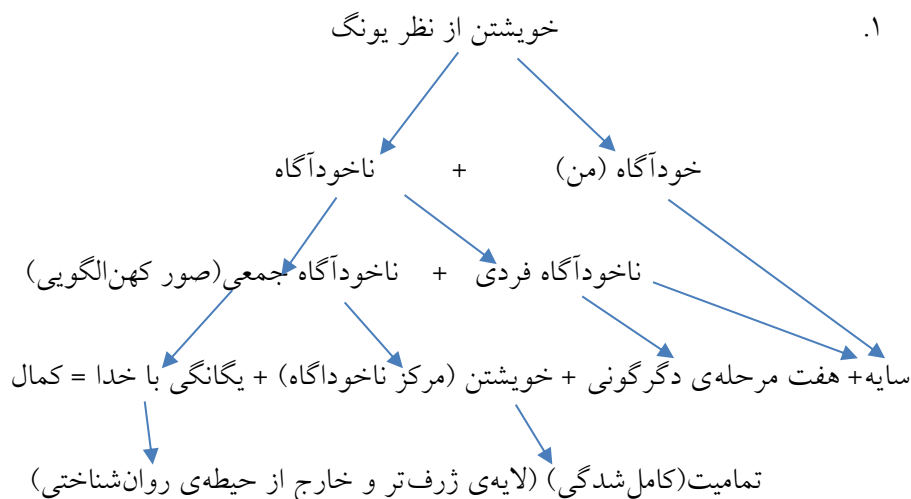 ۱. خویشتن از نظر یونگ
خودآگاه (من) + ناخودآگاه
ناخودآگاه فردی + ناخودآگاه جمعی(صور کهن‌الگویی)
سایه+ هفت مرحله‌ی دگرگونی + خویشتن (مرکز ناخوداگاه) + یگانگی با خدا = کمال
تمامیت(کامل‌شدگی) (لایه‌ی ژرف‌تر و خارج از حیطه‌ی روان‌شناختی)